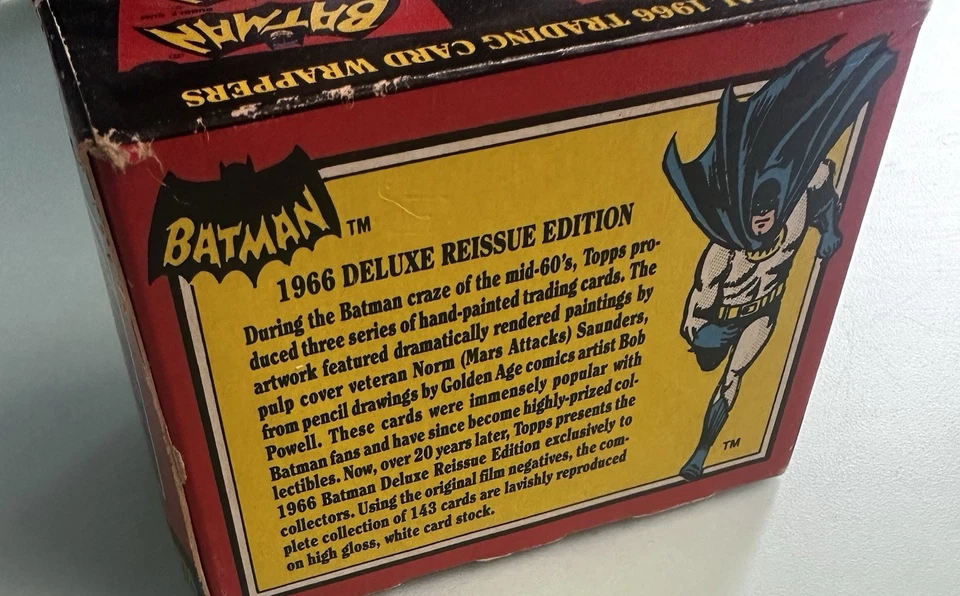 BATMAN
BATMAN
1966 TRADING CARD WRAPPERS
BATMAN TM
1966 DELUXE REISSUE EDITION
During the Batman craze of the mid-60's, Topps pro-
duced three series of hand-painted trading cards. The
artwork featured dramatically rendered paintings by
pulp cover veteran Norm (Mars Attacks) Saunders,
from pencil drawings by Golden Age comics artist Bob
Powell. These cards were immensely popular with
Batman fans and have since become highly-prized col-
lectibles. Now, over 20 years later, Topps presents the
1966 Batman Deluxe Reissue Edition exclusively to
collectors. Using the original film negatives, the com-
plete collection of 143 cards are lavishly reproduced
on high gloss, white card stock.
TM